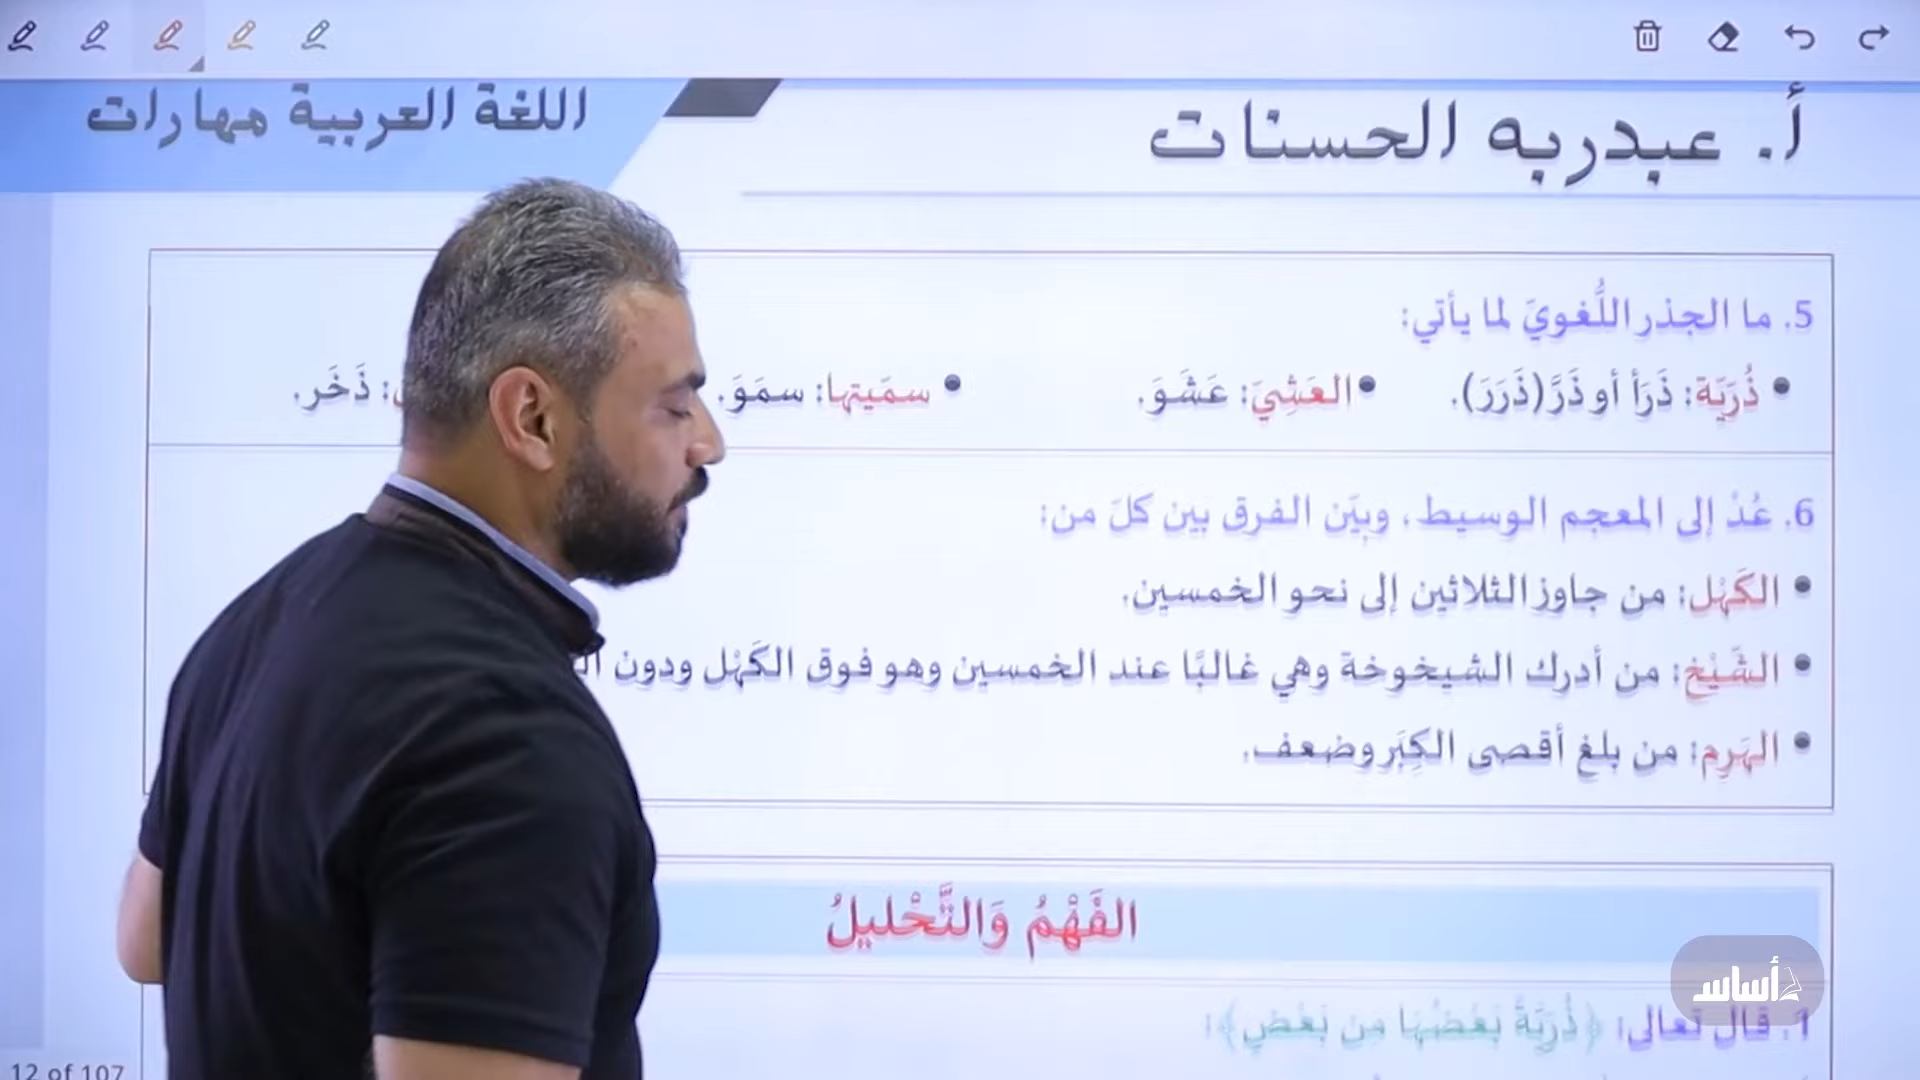 أ. عبدربه الحسنات
اللغة العربية مهارات
5. ما الجذر اللُّغويَ لما يأتي:
• ذُرَيّة: ذَرَأ أو ذَرَّ (ذَرَرَ). • العَشِيَ: عَشَوَ. • سمَيتها: سمَوَ. : ذَخَر.
6. عُدْ إلى المعجم الوسيط، وبيَن الفرق بين كلَ من:
• الكَهْل: من جاوز الثلاثين إلى نحو الخمسين.
• الشَّيْخ: من أدرك الشيخوخة وهي غالبًا عند الخمسين وهو فوق الكَهْل ودون
• الهَرِم: من بلغ أقصى الكِبَر وضعف.
الفَهْمُ وَالتَّحْليلُ
1. قال تعالى: ﴿ذُرِّيَّةً بَعْضُهَا مِن بَعْضٍ﴾:
أساس
12 of 107